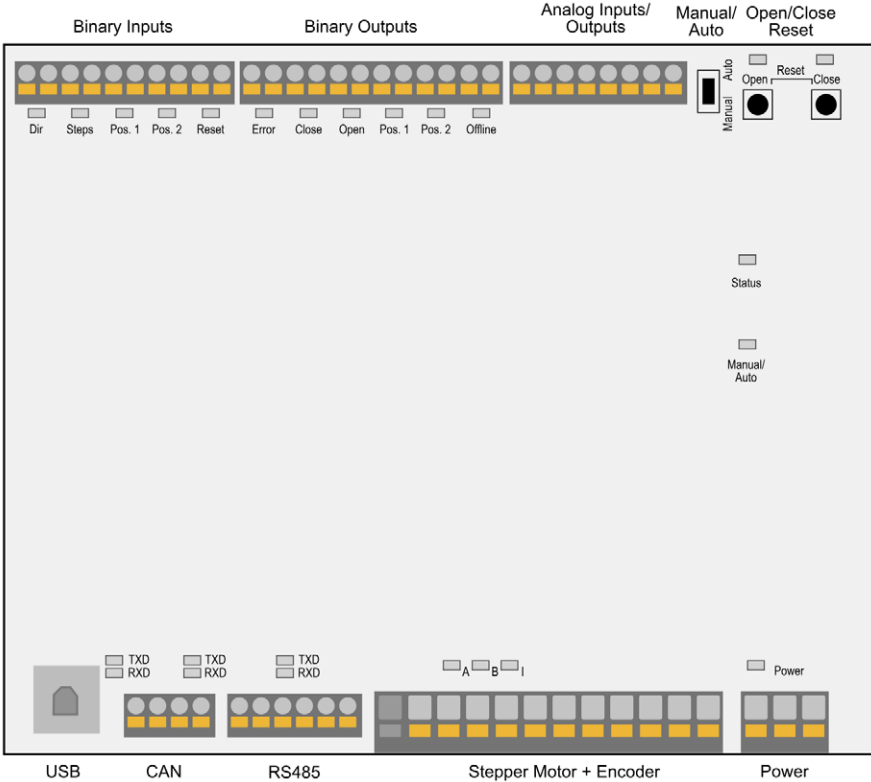 Binary Inputs
Binary Outputs
Analog Inputs/
Outputs
Manual/
Auto
Open/Close
Reset
Auto
Manual
Reset
Open
Close
Dir
Steps
Pos. 1
Pos. 2
Reset
Error
Close
Open
Pos. 1
Pos. 2
Offline
Status
Manual/
Auto
TXD
RXD
TXD
RXD
TXD
RXD
A
B
I
Power
USB
CAN
RS485
Stepper Motor + Encoder
Power